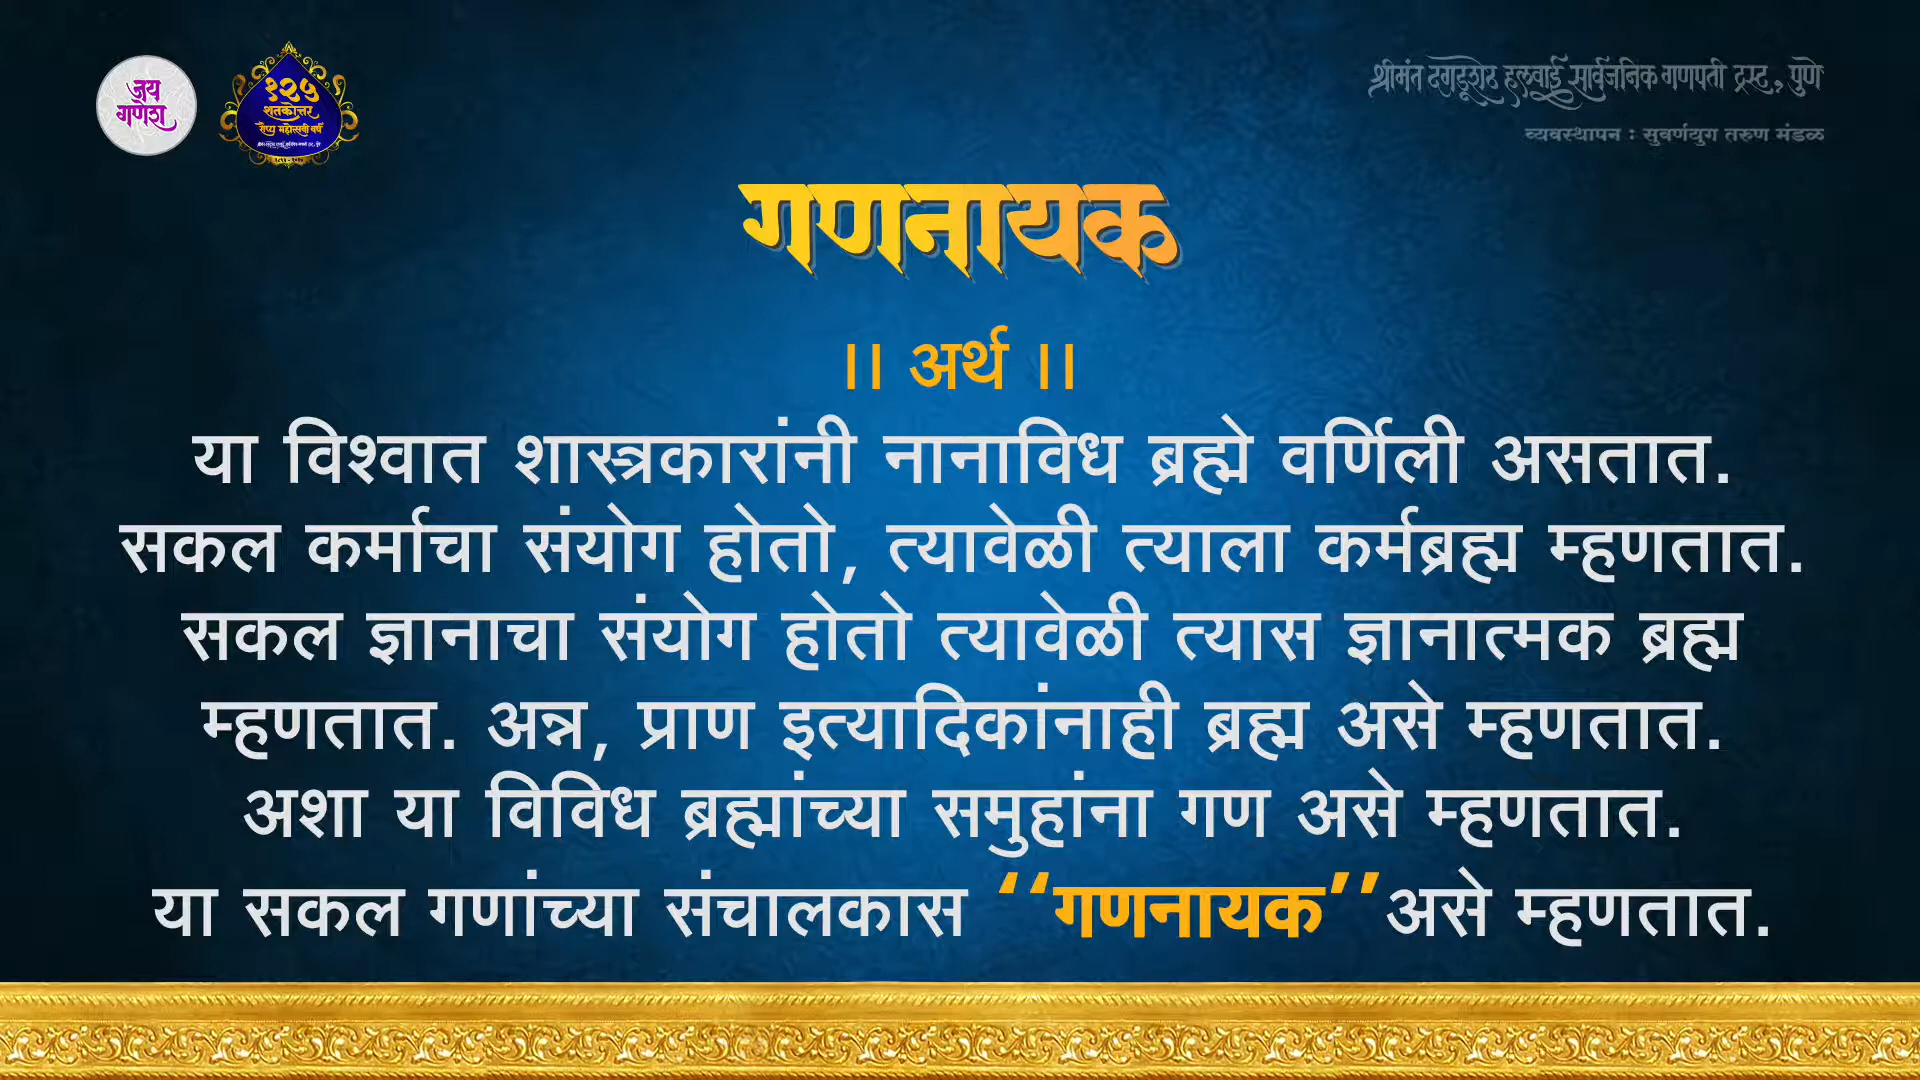 जय
गणेश
१२५
शतकोत्तर
रौप्य महोत्सवी वर्ष
श्रीमंत दगडूशेठ हलवाई सार्वजनिक गणपती ट्रस्ट, पुणे
व्यवस्थापन : सुवर्णयुग तरुण मंडळ
गणनायक
।। अर्थ ।।
या विश्वात शास्त्रकारांनी नानाविध ब्रह्मे वर्णिली असतात.
सकल कर्माचा संयोग होतो, त्यावेळी त्याला कर्मब्रह्म म्हणतात.
सकल ज्ञानाचा संयोग होतो त्यावेळी त्यास ज्ञानात्मक ब्रह्म
म्हणतात. अन्न, प्राण इत्यादिकांनाही ब्रह्म असे म्हणतात.
अशा या विविध ब्रह्मांच्या समुहांना गण असे म्हणतात.
या सकल गणांच्या संचालकास “गणनायक” असे म्हणतात.